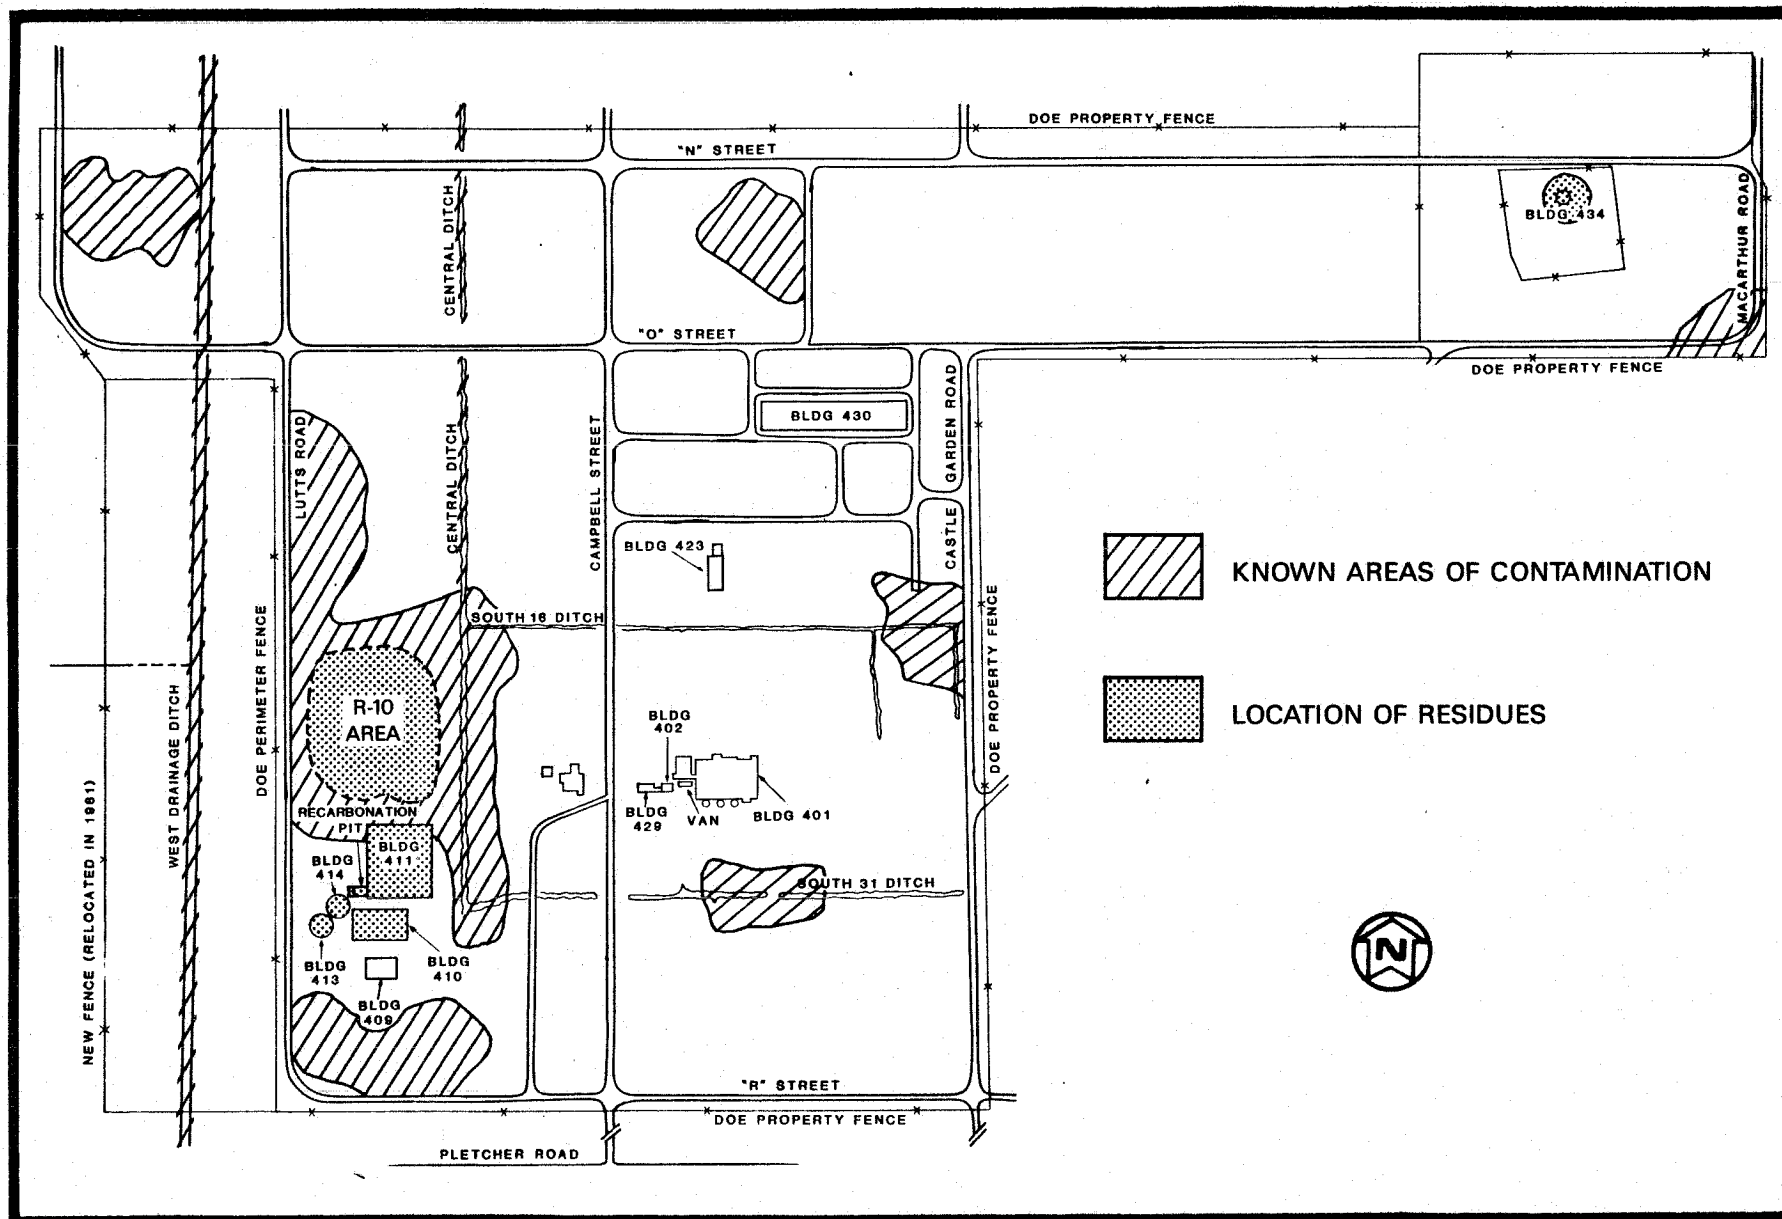 DOE PROPERTY FENCE
"N" STREET
CENTRAL DITCH
BLDG 434
MACARTHUR ROAD
"O" STREET
DOE PROPERTY FENCE
LUTTS ROAD
CENTRAL DITCH
CAMPBELL STREET
BLDG 430
CASTLE GARDEN ROAD
BLDG 423
KNOWN AREAS OF CONTAMINATION
SOUTH 16 DITCH
DOE PERIMETER FENCE
DOE PROPERTY FENCE
R-10
AREA
LOCATION OF RESIDUES
WEST DRAINAGE DITCH
NEW FENCE (RELOCATED IN 1981)
BLDG
402
RECARBONATION
PIT
BLDG
429
VAN
BLDG 401
BLDG
411
BLDG
414
SOUTH 31 DITCH
N
BLDG
413
BLDG
410
BLDG
409
"R" STREET
DOE PROPERTY FENCE
PLETCHER ROAD